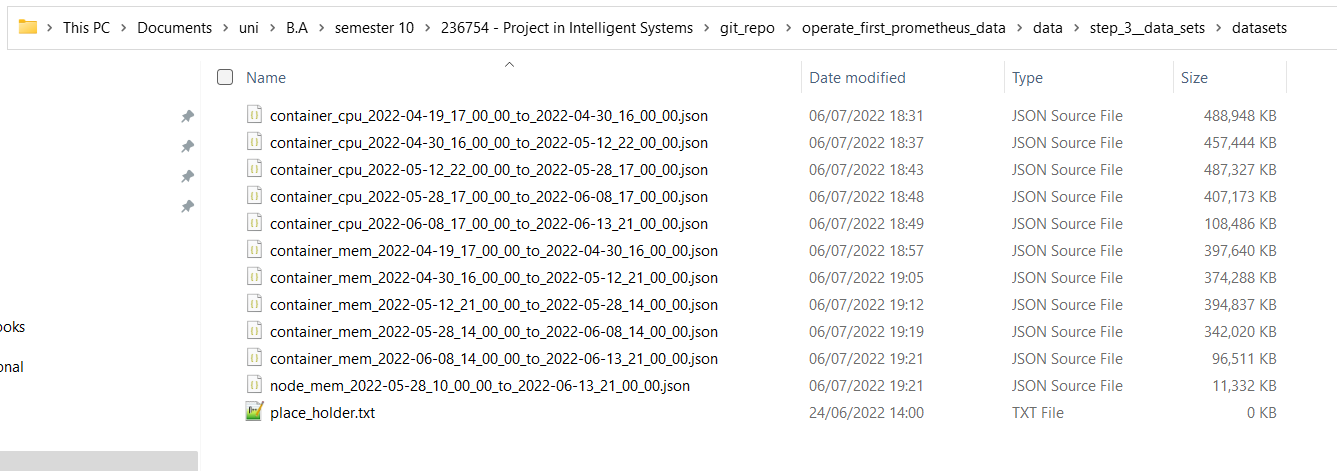 This PC > Documents > uni > B.A > semester 10 > 236754 - Project in Intelligent Systems > git_repo > operate_first_prometheus_data > data > step_3__data_sets > datasets
Name Date modified Type Size
container_cpu_2022-04-19_17_00_00_to_2022-04-30_16_00_00.json 06/07/2022 18:31 JSON Source File 488,948 KB
container_cpu_2022-04-30_16_00_00_to_2022-05-12_22_00_00.json 06/07/2022 18:37 JSON Source File 457,444 KB
container_cpu_2022-05-12_22_00_00_to_2022-05-28_17_00_00.json 06/07/2022 18:43 JSON Source File 487,327 KB
container_cpu_2022-05-28_17_00_00_to_2022-06-08_17_00_00.json 06/07/2022 18:48 JSON Source File 407,173 KB
container_cpu_2022-06-08_17_00_00_to_2022-06-13_21_00_00.json 06/07/2022 18:49 JSON Source File 108,486 KB
container_mem_2022-04-19_17_00_00_to_2022-04-30_16_00_00.json 06/07/2022 18:57 JSON Source File 397,640 KB
container_mem_2022-04-30_16_00_00_to_2022-05-12_21_00_00.json 06/07/2022 19:05 JSON Source File 374,288 KB
container_mem_2022-05-12_21_00_00_to_2022-05-28_14_00_00.json 06/07/2022 19:12 JSON Source File 394,837 KB
ooks
container_mem_2022-05-28_14_00_00_to_2022-06-08_14_00_00.json 06/07/2022 19:19 JSON Source File 342,020 KB
container_mem_2022-06-08_14_00_00_to_2022-06-13_21_00_00.json 06/07/2022 19:21 JSON Source File 96,511 KB
onal
node_mem_2022-05-28_10_00_00_to_2022-06-13_21_00_00.json 06/07/2022 19:21 JSON Source File 11,332 KB
place_holder.txt 24/06/2022 14:00 TXT File 0 KB